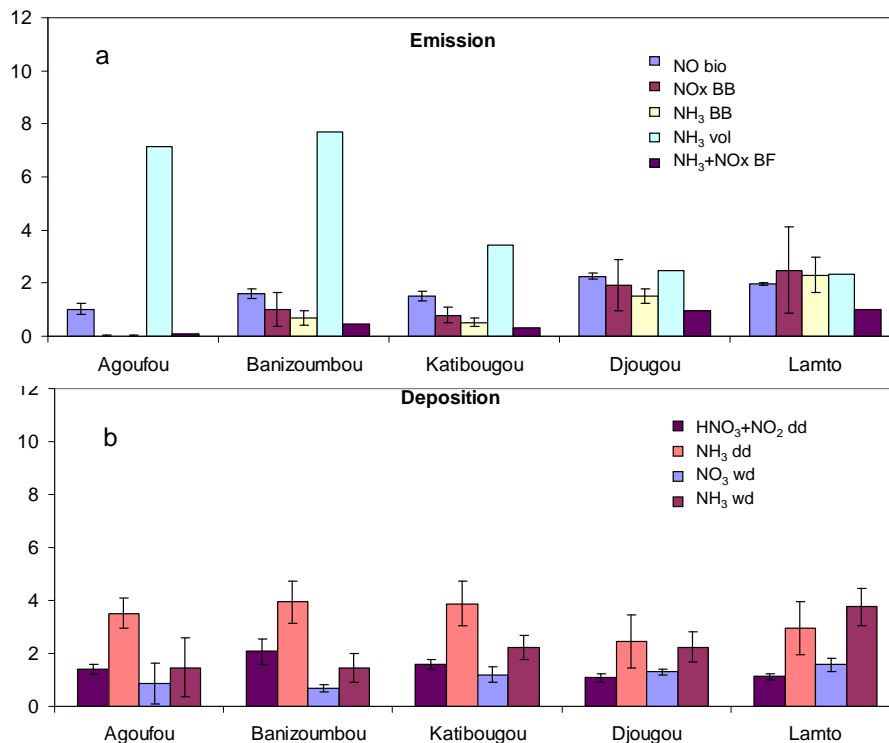 Emission
a
NO bio
NOx BB
NH3 BB
NH3 vol
NH3+NOx BF
12
10
8
6
4
2
0
Agoufou Banizoumbou Katibougou Djougou Lamto
Deposition
b
HNO3+NO2 dd
NH3 dd
NO3 wd
NH3 wd
12
10
8
6
4
2
0
Agoufou Banizoumbou Katibougou Djougou Lamto